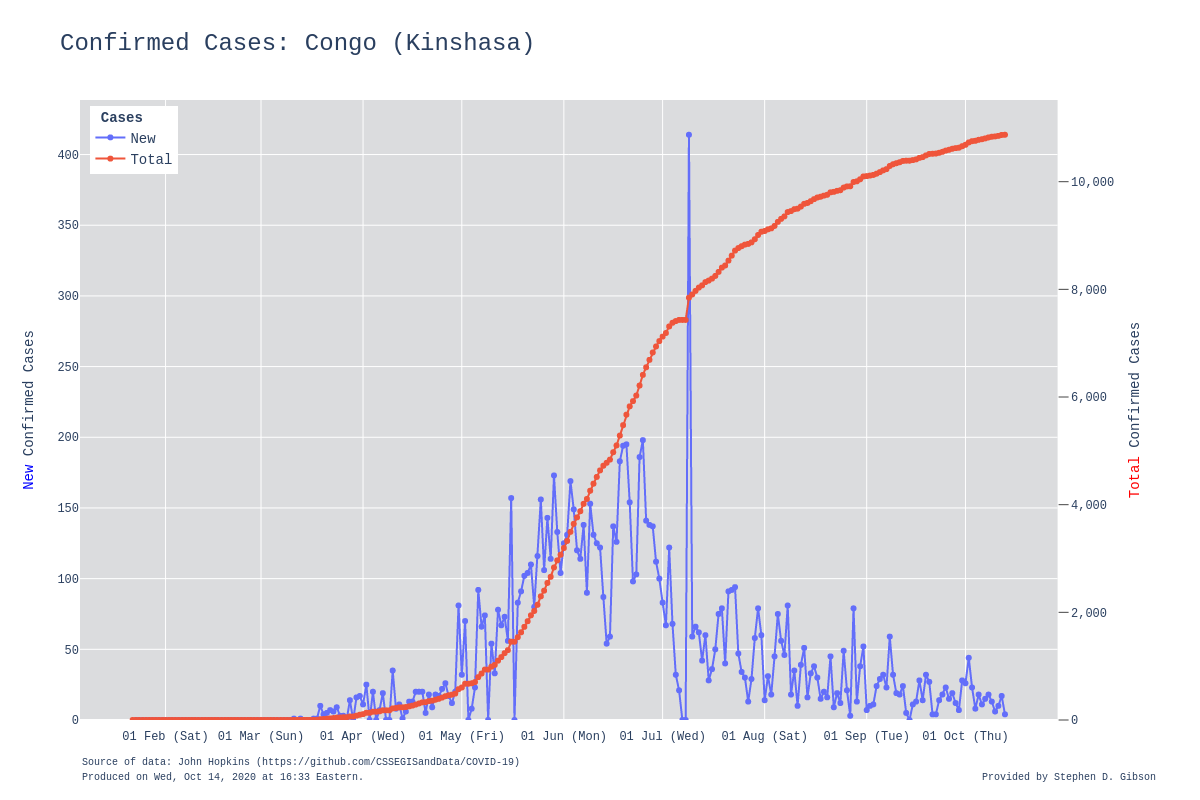 Confirmed Cases: Congo (Kinshasa)
Cases
New
Total
400
350
300
250
200
150
100
50
0
10,000
8,000
6,000
4,000
2,000
0
New Confirmed Cases
Total Confirmed Cases
01 Feb (Sat) 01 Mar (Sun) 01 Apr (Wed) 01 May (Fri) 01 Jun (Mon) 01 Jul (Wed) 01 Aug (Sat) 01 Sep (Tue) 01 Oct (Thu)
Source of data: John Hopkins (https://github.com/CSSEGISandData/COVID-19)
Produced on Wed, Oct 14, 2020 at 16:33 Eastern.
Provided by Stephen D. Gibson